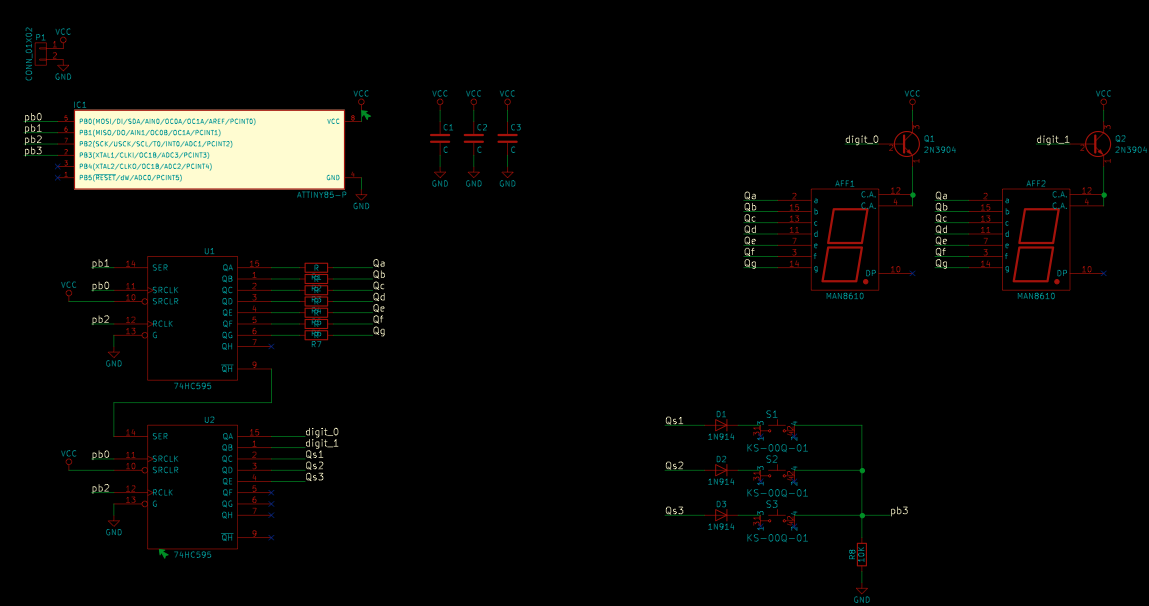 P1
CONN_01X02
VCC
1
2
GND
IC1
pb0 5 PB0(MOSI/DI/SDA/AIN0/OC0A/OC1A/AREF/PCINT0) VCC 8 VCC
pb1 6 PB1(MISO/DO/AIN1/OC0B/OC1A/PCINT1)
pb2 7 PB2(SCK/USCK/SCL/T0/INT0/ADC1/PCINT2)
pb3 2 PB3(XTAL1/CLKI/OC1B/ADC3/PCINT3)
3 PB4(XTAL2/CLKO/OC1B/ADC2/PCINT4)
1 PB5(RESET/dW/ADC0/PCINT5) GND 4
ATTINY85-P GND
VCC VCC VCC
C1 C2 C3
C C C
GND GND GND
U1
pb1 14 SER QA 15 R Qa
QB 1 Qb
pb0 11 SRCLK QC 2 Qc
VCC 10 SRCLR QD 3 Qd
QE 4 Qe
pb2 12 RCLK QF 5 Qf
13 G QG 6 Qg
QH 7 R7
GND
QH 9
74HC595
U2
14 SER QA 15 digit_0
QB 1 digit_1
pb0 11 SRCLK QC 2 Qs1
VCC 10 SRCLR QD 3 Qs2
QE 4 Qs3
pb2 12 RCLK QF 5
13 G QG 6
QH 7
GND
QH 9
74HC595
VCC
3
digit_0 2 Q1
2N3904
1
AFF1
Qa 2 a C.A. 12
Qb 15 b C.A. 4
Qc 13 c
Qd 11 d
Qe 7 e
Qf 3 f
Qg 14 g DP 10
MAN8610
VCC
3
digit_1 2 Q2
2N3904
1
AFF2
Qa 2 a C.A. 12
Qb 15 b C.A. 4
Qc 13 c
Qd 11 d
Qe 7 e
Qf 3 f
Qg 14 g DP 10
MAN8610
Qs1 D1 S1
1N914 KS-00Q-01
Qs2 D2 S2
1N914 KS-00Q-01
Qs3 D3 S3 pb3
1N914 KS-00Q-01
R8
10K
GND